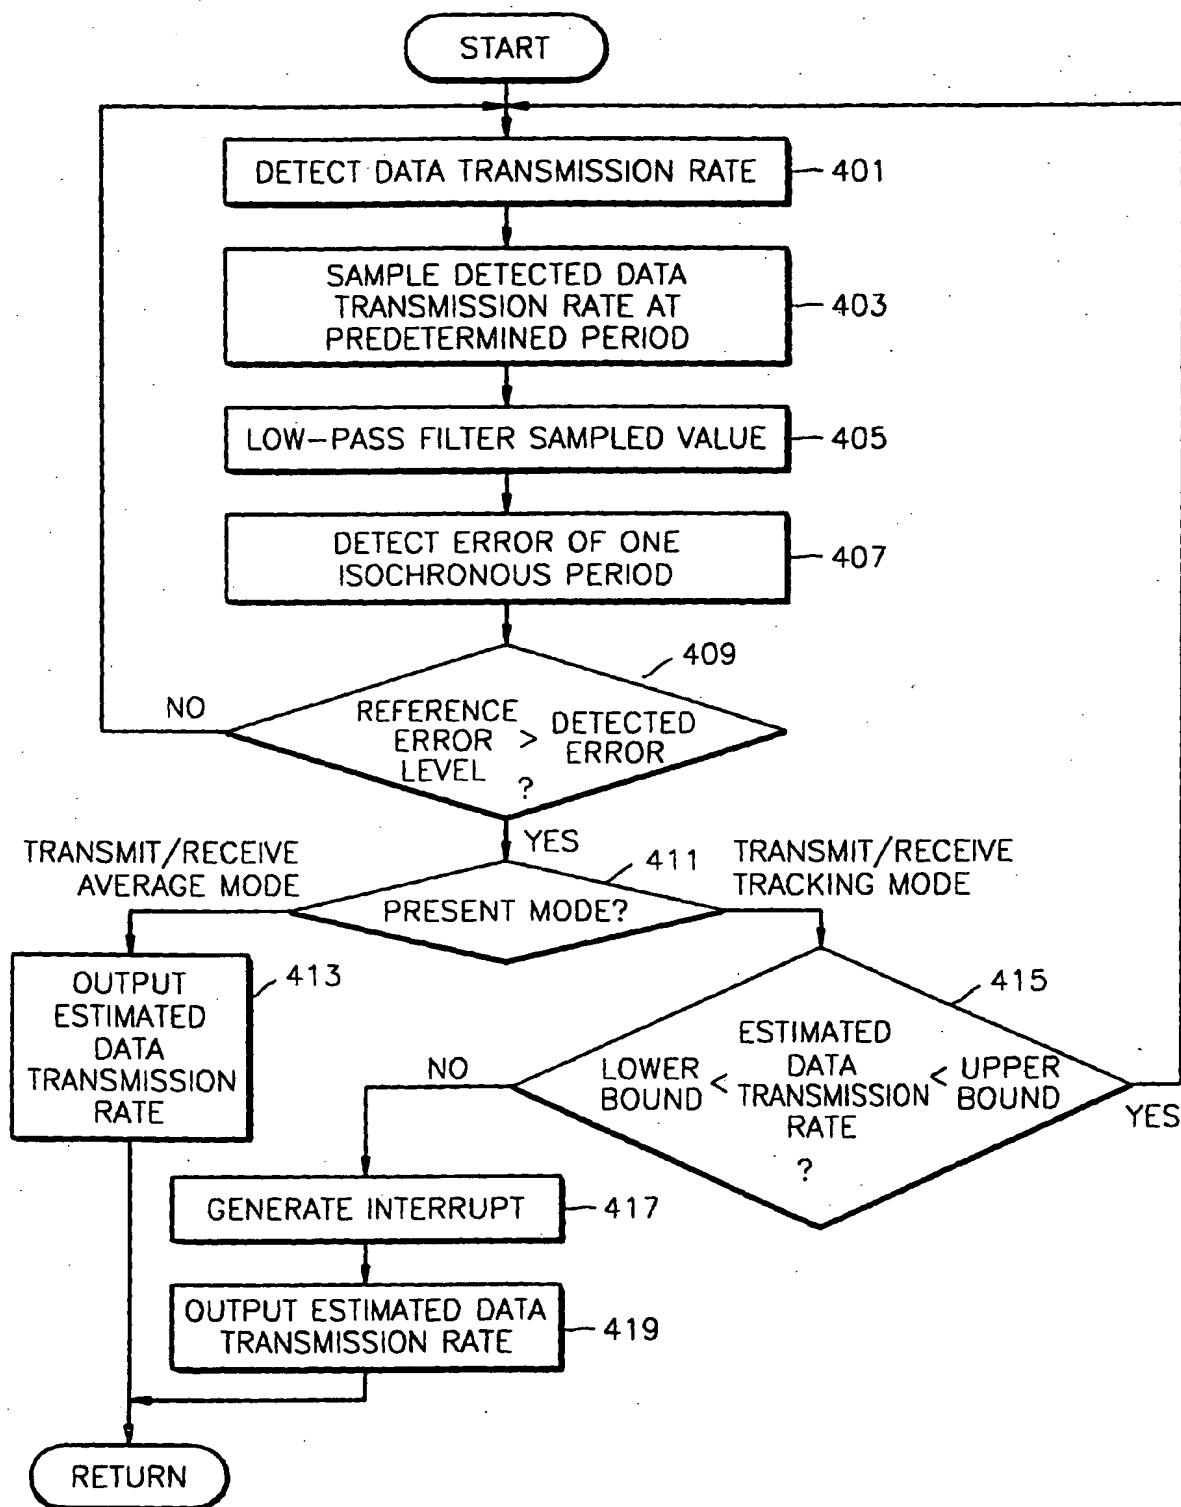 START
DETECT DATA TRANSMISSION RATE
401
SAMPLE DETECTED DATA
TRANSMISSION RATE AT
PREDETERMINED PERIOD
403
LOW-PASS FILTER SAMPLED VALUE
405
DETECT ERROR OF ONE
ISOCHRONOUS PERIOD
407
409
NO
REFERENCE
ERROR
LEVEL
>
DETECTED
ERROR
?
YES
TRANSMIT/RECEIVE
AVERAGE MODE
411
TRANSMIT/RECEIVE
TRACKING MODE
PRESENT MODE?
OUTPUT
ESTIMATED
DATA
TRANSMISSION
RATE
413
415
NO
LOWER
BOUND
<
ESTIMATED
DATA
TRANSMISSION
RATE
<
UPPER
BOUND
?
YES
GENERATE INTERRUPT
417
OUTPUT ESTIMATED DATA
TRANSMISSION RATE
419
RETURN